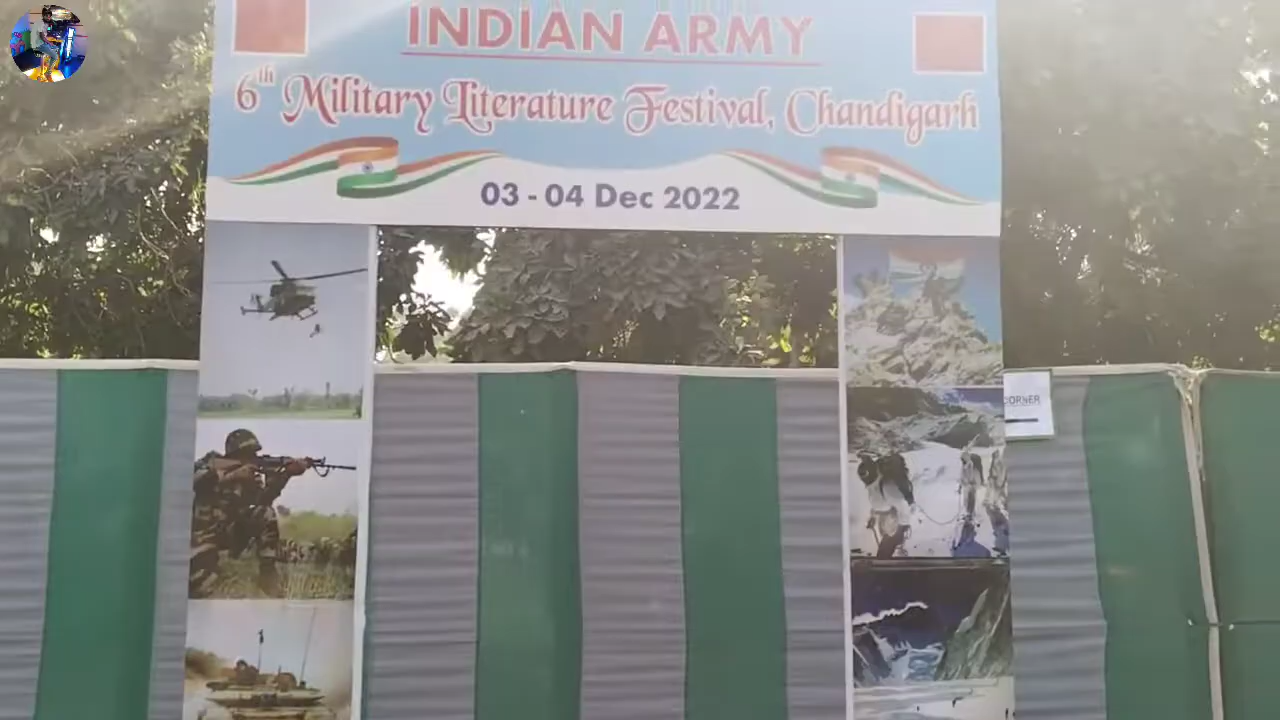 INDIAN ARMY
6th Military Literature Festival, Chandigarh
03 - 04 Dec 2022
CORNER